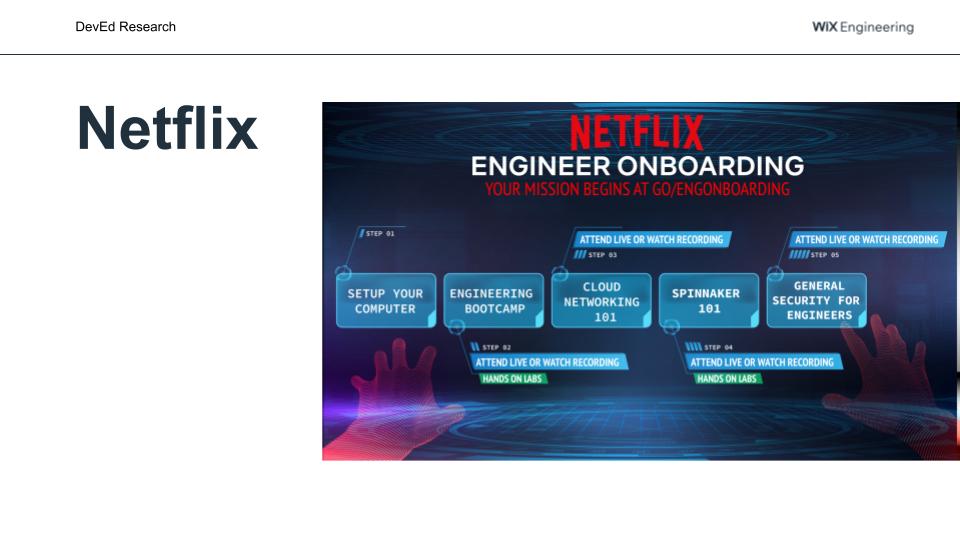 DevEd Research
WiX Engineering
Netflix
NETFLIX
ENGINEER ONBOARDING
YOUR MISSION BEGINS AT GO/ENGONBOARDING
STEP 01
SETUP YOUR
COMPUTER
ENGINEERING
BOOTCAMP
STEP 02
ATTEND LIVE OR WATCH RECORDING
HANDS ON LABS
ATTEND LIVE OR WATCH RECORDING
STEP 03
CLOUD
NETWORKING
101
SPINNAKER
101
STEP 04
ATTEND LIVE OR WATCH RECORDING
HANDS ON LABS
ATTEND LIVE OR WATCH RECORDING
STEP 05
GENERAL
SECURITY FOR
ENGINEERS